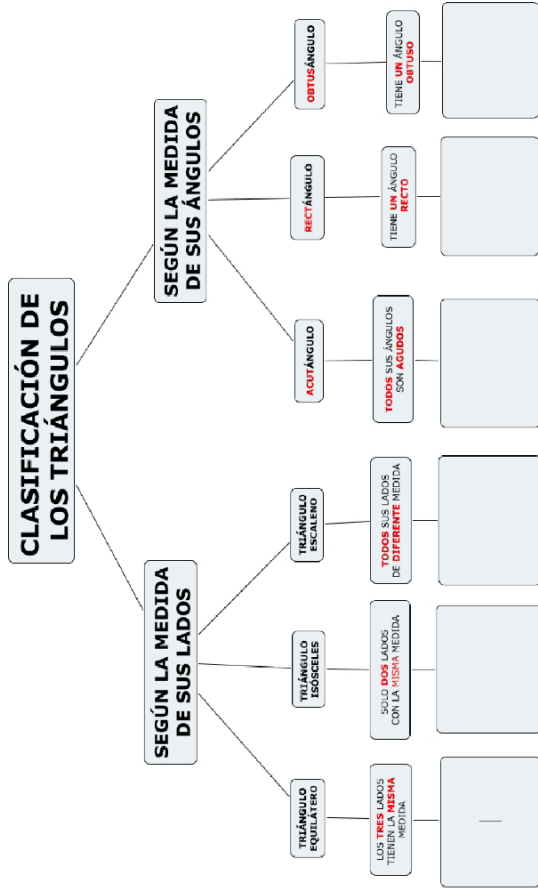 CLASIFICACIÓN DE
LOS TRIÁNGULOS
SEGÚN LA MEDIDA
DE SUS LADOS
SEGÚN LA MEDIDA
DE SUS ÁNGULOS
TRIÁNGULO
EQUILÁTERO
TRIÁNGULO
ISÓSCELES
TRIÁNGULO
ESCALENO
ACUTÁNGULO
RECTÁNGULO
OBTUSÁNGULO
LOS TRES LADOS
TIENEN LA MISMA
MEDIDA
SOLO DOS LADOS
CON LA MISMA MEDIDA
TODOS SUS LADOS
DE DIFERENTE MEDIDA
TODOS SUS ÁNGULOS
SON AGUDOS
TIENE UN ÁNGULO
RECTO
TIENE UN ÁNGULO
OBTUSO